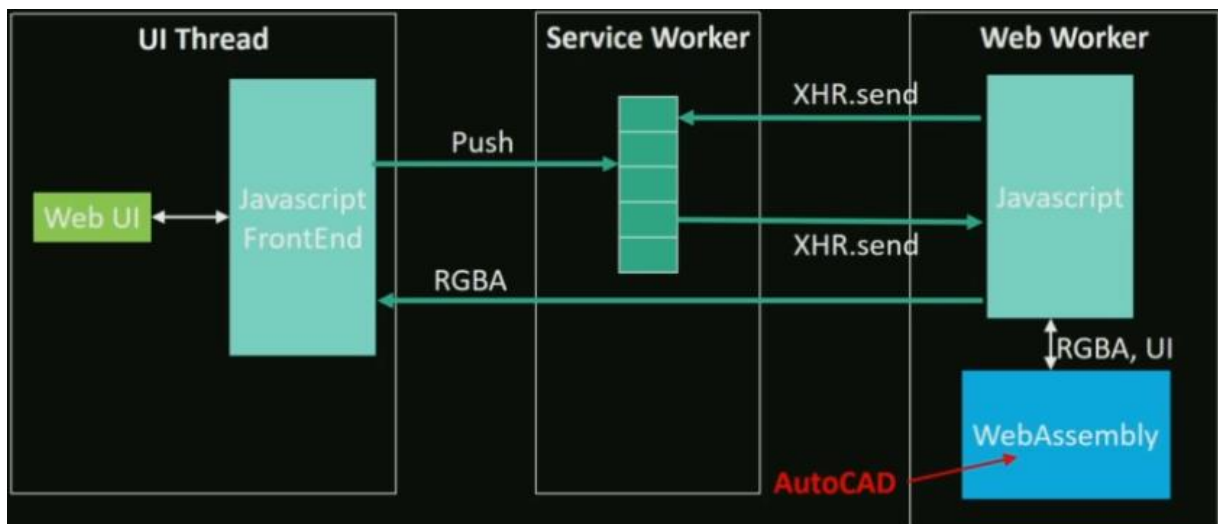 UI Thread
Service Worker
Web Worker
XHR.send
Push
Javascript
FrontEnd
Web UI
Javascript
XHR.send
RGBA
RGBA, UI
WebAssembly
AutoCAD